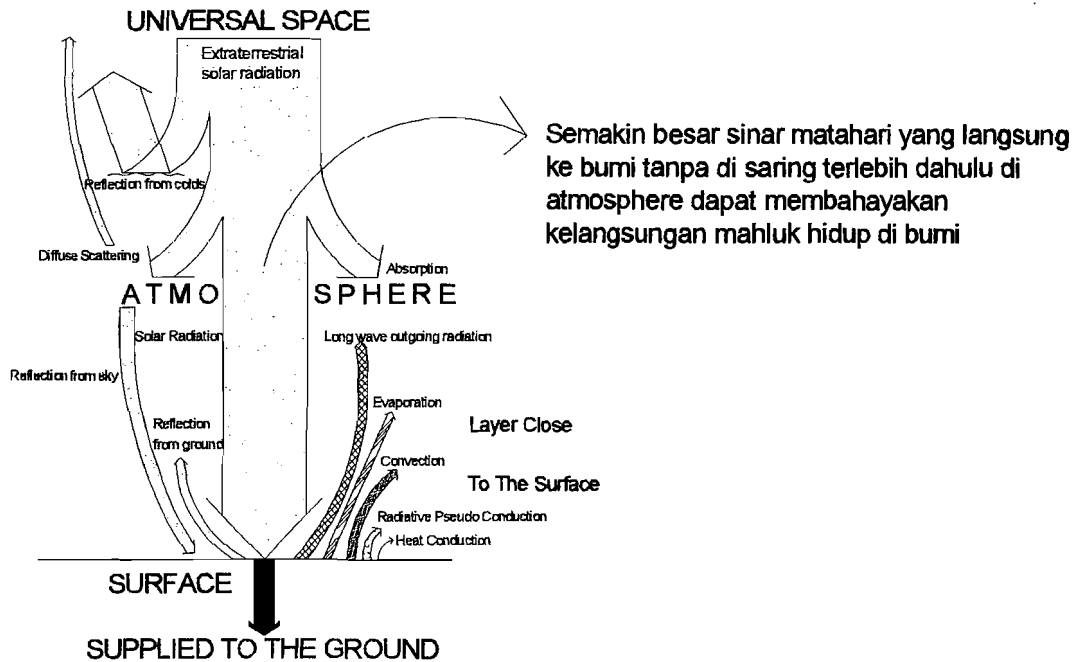 UNIVERSAL SPACE
Extraterrestrial
solar radiation
Semakin besar sinar matahari yang langsung
ke bumi tanpa di saring terlebih dahulu di
atmosphere dapat membahayakan
kelangsungan mahluk hidup di bumi
Reflection from colds
Diffuse Scattering
Absorption
ATMO SPHERE
Solar Radiation
Long wave outgoing radiation
Reflection from sky
Evaporation
Reflection
from ground
Layer Close
Convection
To The Surface
Radiative Pseudo Conduction
Heat Conduction
SURFACE
SUPPLIED TO THE GROUND